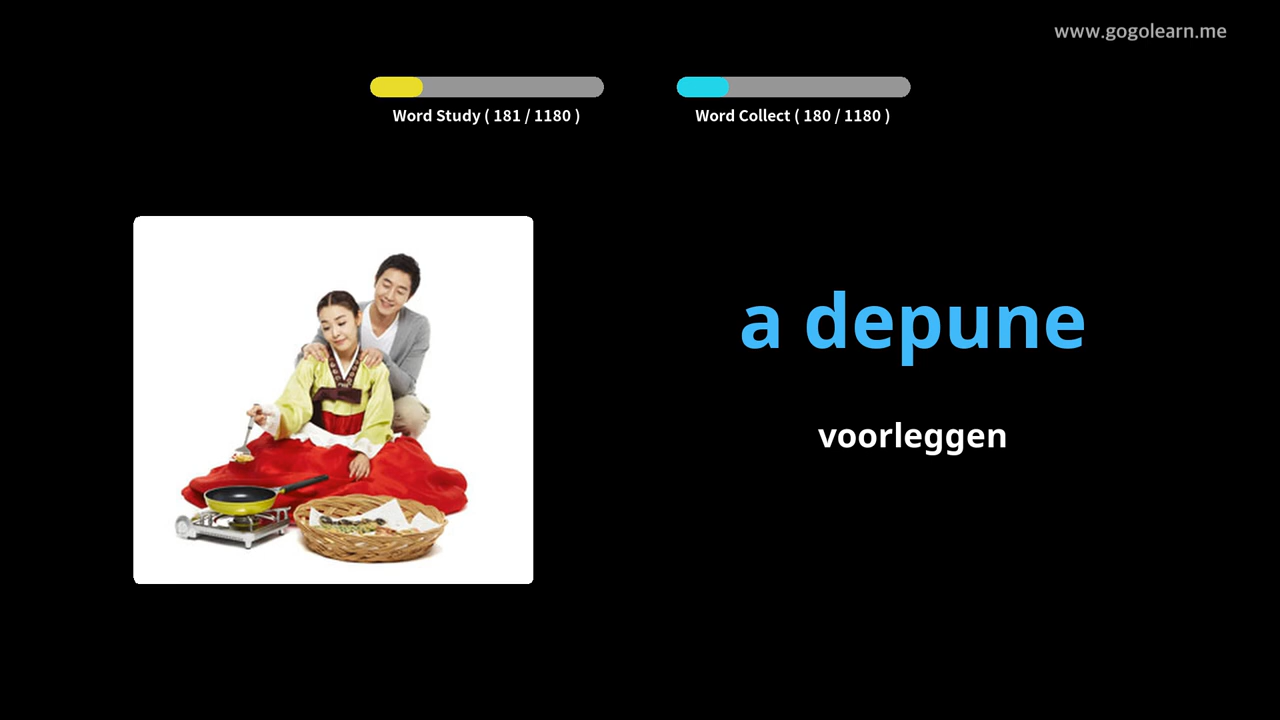 www.gogolearn.me
Word Study ( 181 / 1180 )
Word Collect ( 180 / 1180 )
a depune
voorleggen